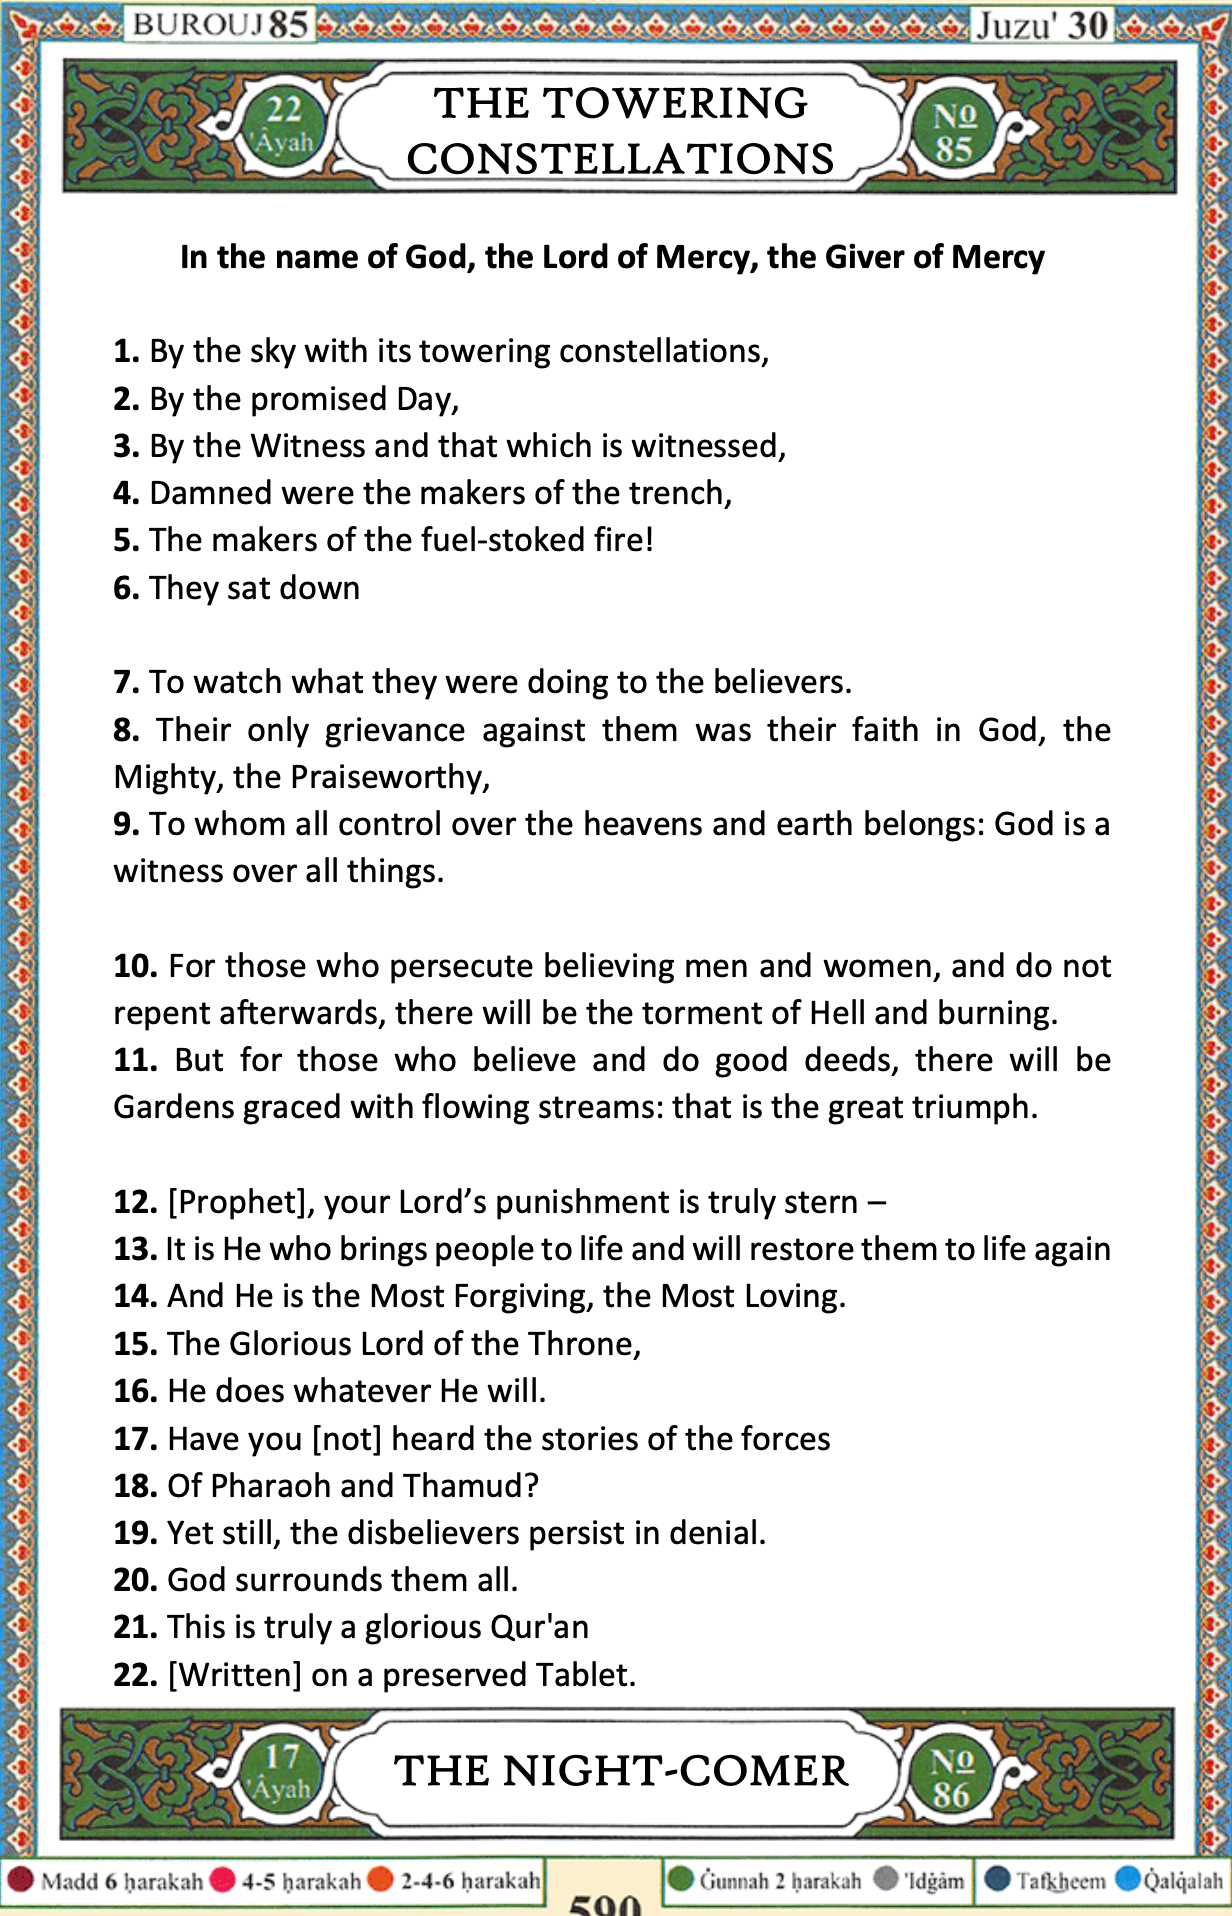 BUROUJ 85
Juzu' 30
22
'Âyah
THE TOWERING
CONSTELLATIONS
No
85
In the name of God, the Lord of Mercy, the Giver of Mercy
1. By the sky with its towering constellations,
2. By the promised Day,
3. By the Witness and that which is witnessed,
4. Damned were the makers of the trench,
5. The makers of the fuel-stoked fire!
6. They sat down
7. To watch what they were doing to the believers.
8. Their only grievance against them was their faith in God, the
Mighty, the Praiseworthy,
9. To whom all control over the heavens and earth belongs: God is a
witness over all things.
10. For those who persecute believing men and women, and do not
repent afterwards, there will be the torment of Hell and burning.
11. But for those who believe and do good deeds, there will be
Gardens graced with flowing streams: that is the great triumph.
12. [Prophet], your Lord’s punishment is truly stern –
13. It is He who brings people to life and will restore them to life again
14. And He is the Most Forgiving, the Most Loving.
15. The Glorious Lord of the Throne,
16. He does whatever He will.
17. Have you [not] heard the stories of the forces
18. Of Pharaoh and Thamud?
19. Yet still, the disbelievers persist in denial.
20. God surrounds them all.
21. This is truly a glorious Qur'an
22. [Written] on a preserved Tablet.
17
'Âyah
THE NIGHT-COMER
No
86
Madd 6 ḥarakah 4-5 ḥarakah 2-4-6 ḥarakah
590
Ġunnah 2 ḥarakah 'Idġâm Tafkheem Q̇alq̇alah